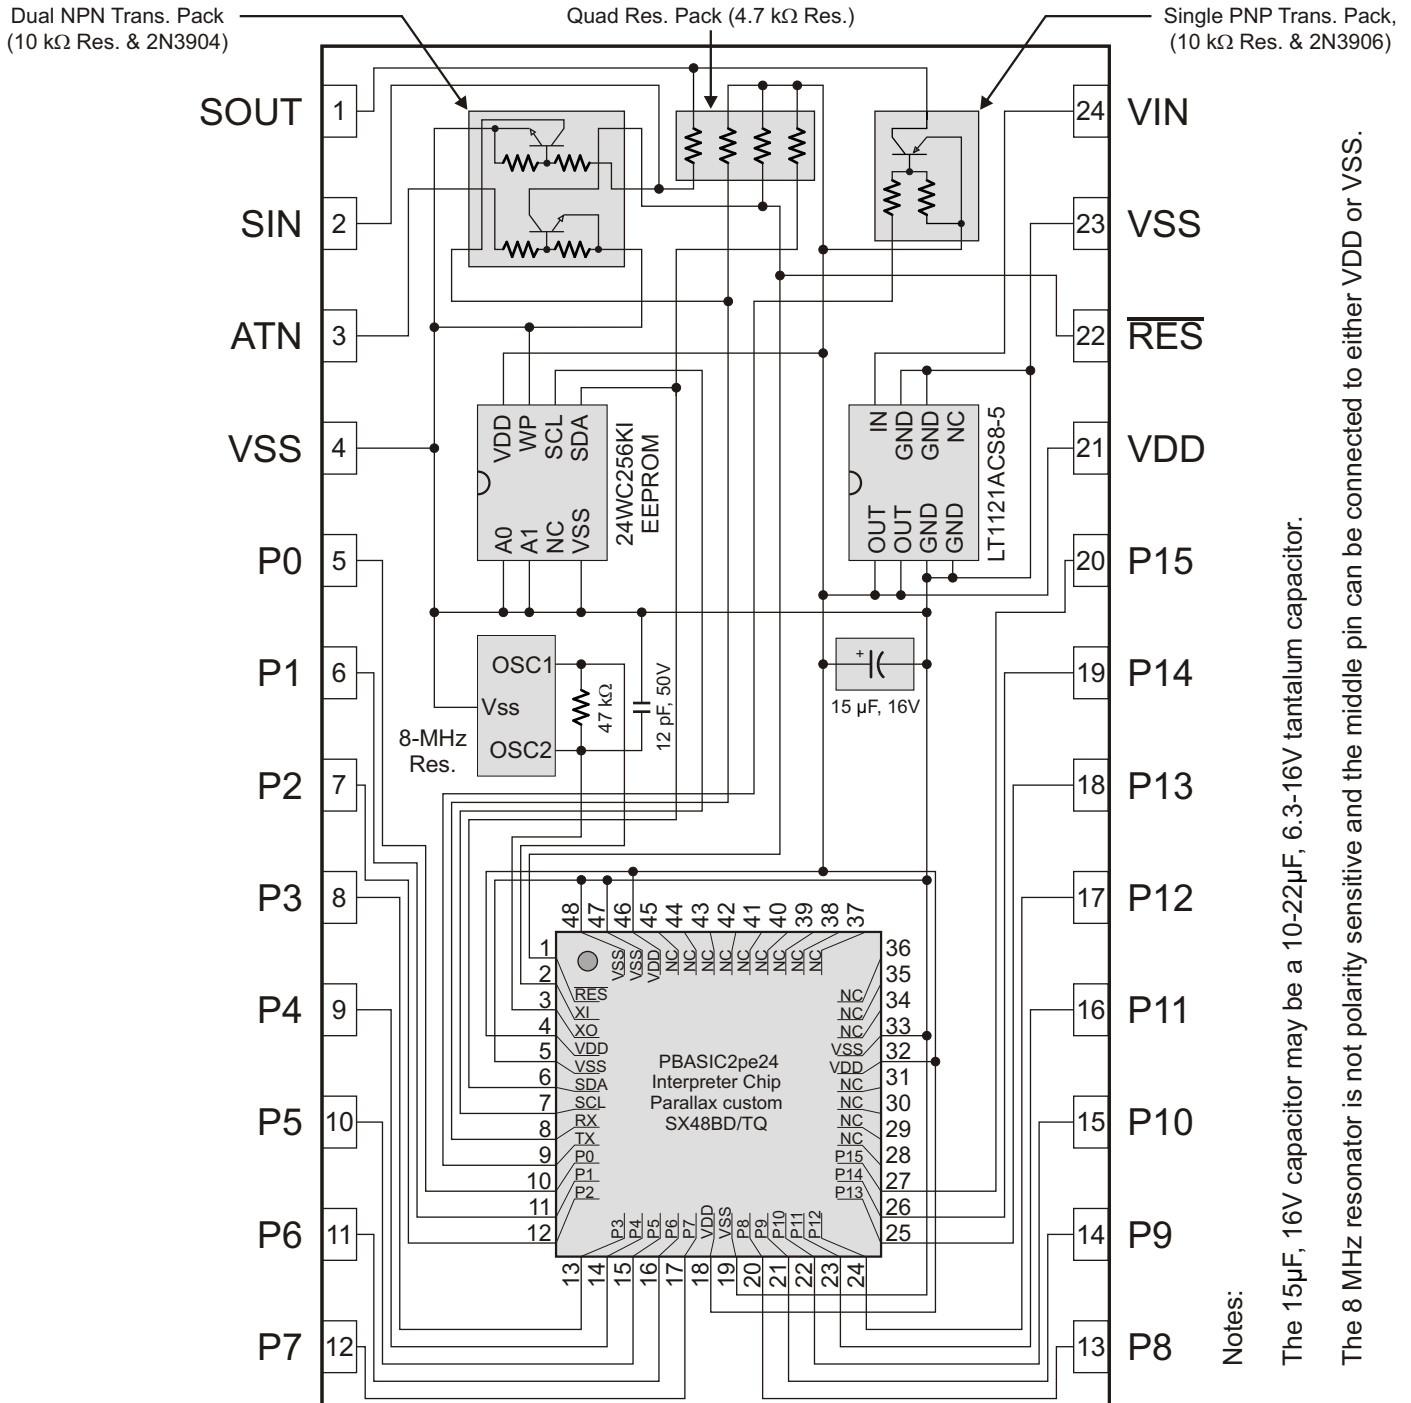 Dual NPN Trans. Pack
(10 kΩ Res. & 2N3904)
Quad Res. Pack (4.7 kΩ Res.)
Single PNP Trans. Pack,
(10 kΩ Res. & 2N3906)
SOUT 1
SIN 2
ATN 3
VSS 4
P0 5
P1 6
P2 7
P3 8
P4 9
P5 10
P6 11
P7 12
24 VIN
23 VSS
22 RES
21 VDD
20 P15
19 P14
18 P13
17 P12
16 P11
15 P10
14 P9
13 P8
VDD
WP
SCL
SDA
A0
A1
NC
VSS
24WC256KI
EEPROM
IN
GND
GND
NC
OUT
OUT
GND
GND
LT1121ACS8-5
OSC1
Vss
OSC2
8-MHz
Res.
47 kΩ
12 pF, 50V
+
15 µF, 16V
48 47 46 45 44 43 42 41 40 39 38 37
VSS VSS VDD NC NC NC NC NC NC NC NC
1
2
3
4
5
6
7
8
9
10
11
12
RES
XI
XO
VDD
VSS
SDA
SCL
RX
TX
P0
P1
P2
PBASIC2pe24
Interpreter Chip
Parallax custom
SX48BD/TQ
NC
NC
NC
VSS
VDD
NC
NC
NC
NC
P15
P14
P13
36
35
34
33
32
31
30
29
28
27
26
25
P3 P4 P5 P6 P7 VDD VSS P8 P9 P10 P11 P12
13 14 15 16 17 18 19 20 21 22 23 24
Notes:
The 15µF, 16V capacitor may be a 10-22µF, 6.3-16V tantalum capacitor.
The 8 MHz resonator is not polarity sensitive and the middle pin can be connected to either VDD or VSS.